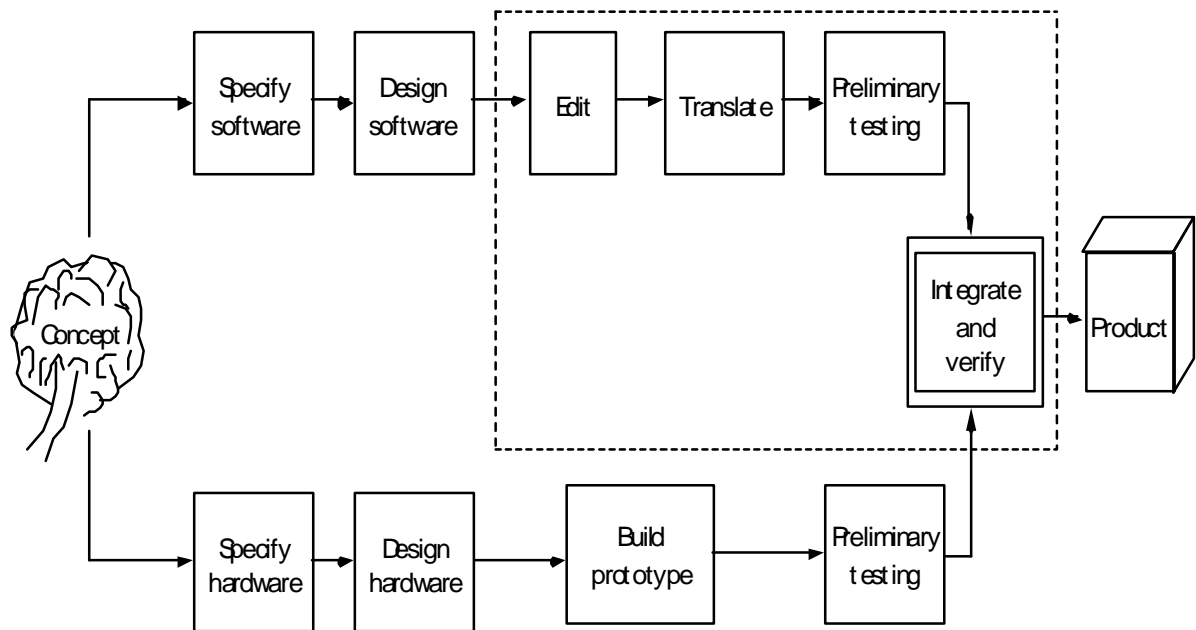 Specify
software
Design
software
Edit
Translate
Preliminary
testing
Concept
Integrate
and
verify
Product
Specify
hardware
Design
hardware
Build
prototype
Preliminary
testing